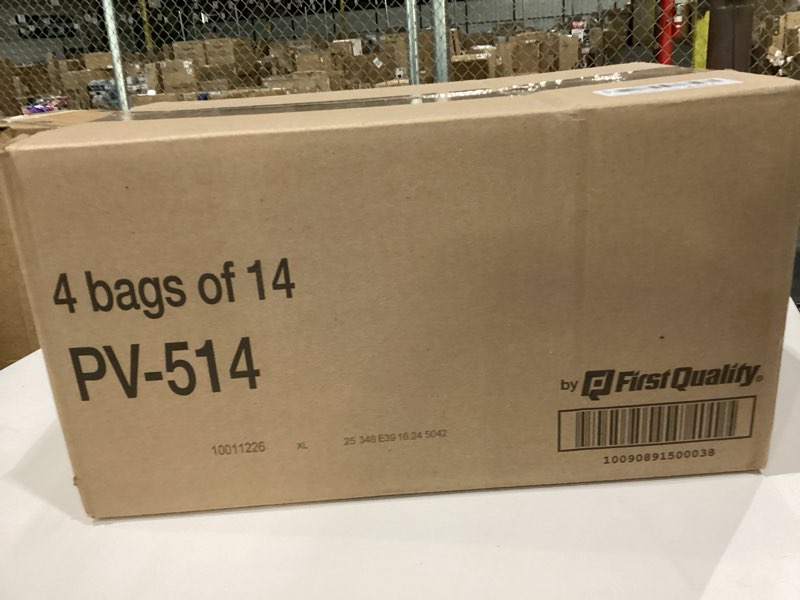 4 bags of 14
PV-514
by First Quality®
10011226 XL 25 348 E39 16:24 5042
10090891500038